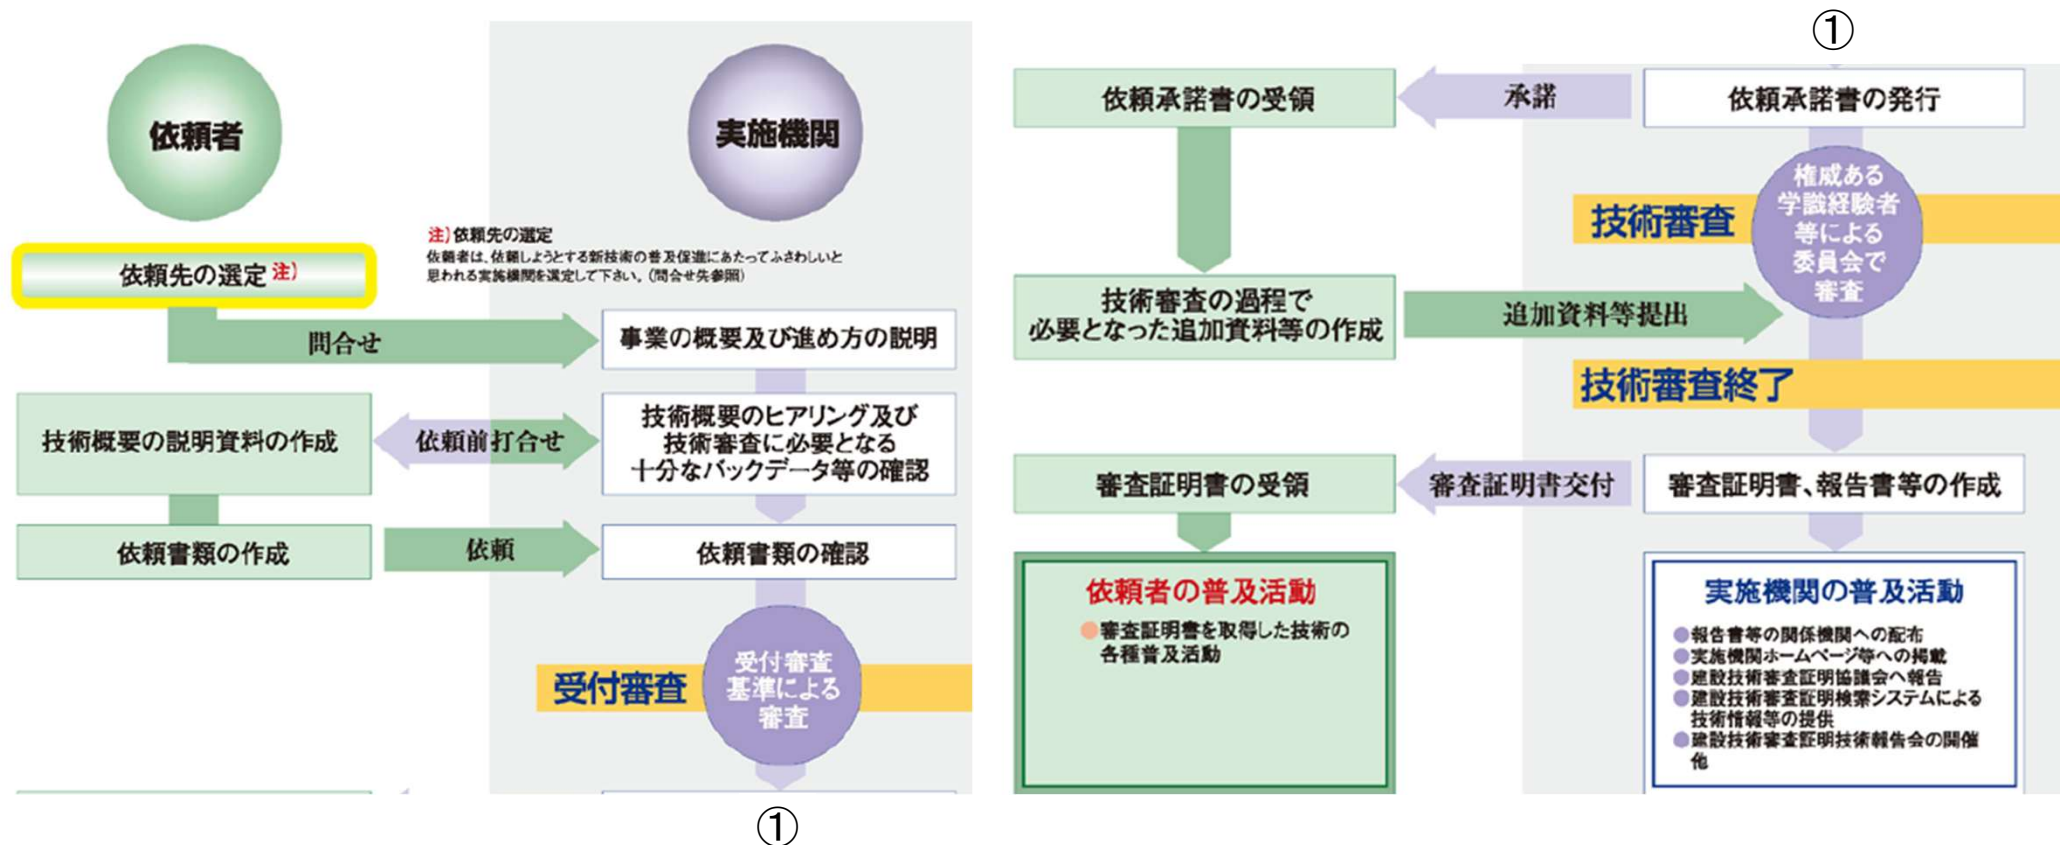 依頼者
実施機関
注)依頼先の選定
依頼者は、依頼しようとする新技術の普及促進にあたってふさわしいと
思われる実施機関を選定して下さい。(問合せ先参照)
依頼先の選定 注)
問合せ
事業の概要及び進め方の説明
技術概要の説明資料の作成
依頼前打合せ
技術概要のヒアリング及び
技術審査に必要となる
十分なバックデータ等の確認
依頼書類の作成
依頼
依頼書類の確認
受付審査
受付審査
基準による
審査
①
①
依頼承諾書の受領
承諾
依頼承諾書の発行
技術審査
権威ある
学識経験者
等による
委員会で
審査
技術審査の過程で
必要となった追加資料等の作成
追加資料等提出
技術審査終了
審査証明書の受領
審査証明書交付
審査証明書、報告書等の作成
依頼者の普及活動
●審査証明書を取得した技術の
各種普及活動
実施機関の普及活動
●報告書等の関係機関への配布
●実施機関ホームページ等への掲載
●建設技術審査証明協議会へ報告
●建設技術審査証明検索システムによる
技術情報等の提供
●建設技術審査証明技術報告会の開催
他